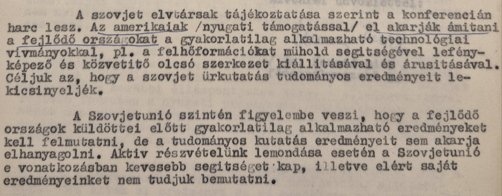 A szovjet elvtársak tájékoztatása szerint a konferencián
harc lesz. Az amerikaiak /nyugati támogatással/ el akarják ámitani
a fejlődő országokat a gyakorlatilag alkalmazható technológiai
vívmányokkal, pl. a felhőformációkat műhold segitségével lefény-
képező és közvetitő olcsó szerkezet kiállitásával és árusitásával.
Céljuk az, hogy a szovjet űrkutatás tudományos eredményeit le-
kicsinyeljék.
A Szovjetunió szintén figyelembe veszi, hogy a fejlődő
országok küldöttei előtt gyakorlatilag alkalmazható eredményeket
kell felmutatni, de a tudományos kutatás eredményeit sem akarja
elhanyagolni. Aktiv részvételünk lemondása esetén a Szovjetunió
e vonatkozásban kevesebb segitséget kap, illetve elért saját
eredményeinket nem tudjuk bemutatni.